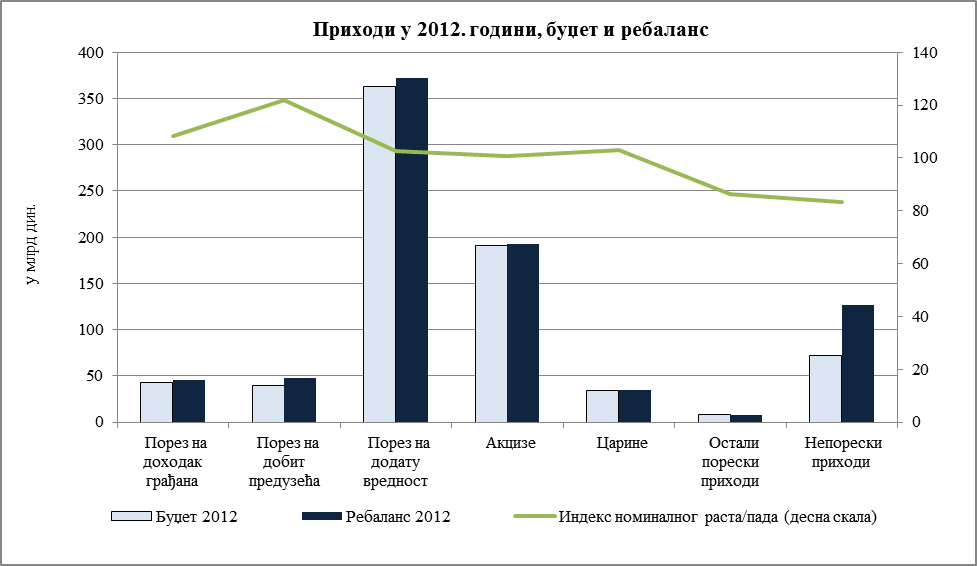 Приходи у 2012. години, буџет и ребаланс
400
350
300
250
200
150
100
50
0
у млрд дин.
140
120
100
80
60
40
20
0
Порез на
доходак
грађана
Порез на
добит
предузећа
Порез на
додату
вредност
Акцизе
Царине
Остали
порески
приходи
Непорески
приходи
Буџет 2012
Ребаланс 2012
Индекс номиналног раста/пада (десна скала)